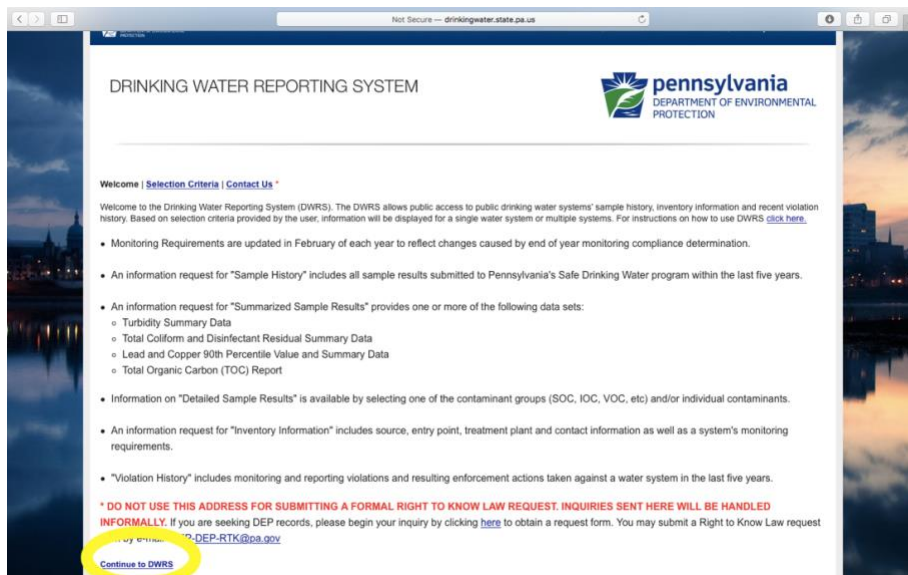 Not Secure — drinkingwater.state.pa.us
PROTECTION
DRINKING WATER REPORTING SYSTEM
pennsylvania
DEPARTMENT OF ENVIRONMENTAL
PROTECTION
Welcome | Selection Criteria | Contact Us *
Welcome to the Drinking Water Reporting System (DWRS). The DWRS allows public access to public drinking water systems' sample history, inventory information and recent violation
history. Based on selection criteria provided by the user, information will be displayed for a single water system or multiple systems. For instructions on how to use DWRS click here.
• Monitoring Requirements are updated in February of each year to reflect changes caused by end of year monitoring compliance determination.
• An information request for "Sample History" includes all sample results submitted to Pennsylvania's Safe Drinking Water program within the last five years.
• An information request for "Summarized Sample Results" provides one or more of the following data sets:
◦ Turbidity Summary Data
◦ Total Coliform and Disinfectant Residual Summary Data
◦ Lead and Copper 90th Percentile Value and Summary Data
◦ Total Organic Carbon (TOC) Report
• Information on "Detailed Sample Results" is available by selecting one of the contaminant groups (SOC, IOC, VOC, etc) and/or individual contaminants.
• An information request for "Inventory Information" includes source, entry point, treatment plant and contact information as well as a system's monitoring
requirements.
• "Violation History" includes monitoring and reporting violations and resulting enforcement actions taken against a water system in the last five years.
* DO NOT USE THIS ADDRESS FOR SUBMITTING A FORMAL RIGHT TO KNOW LAW REQUEST. INQUIRIES SENT HERE WILL BE HANDLED
INFORMALLY. If you are seeking DEP records, please begin your inquiry by clicking here to obtain a request form. You may submit a Right to Know Law request
by e-mail -DEP-RTK@pa.gov
Continue to DWRS